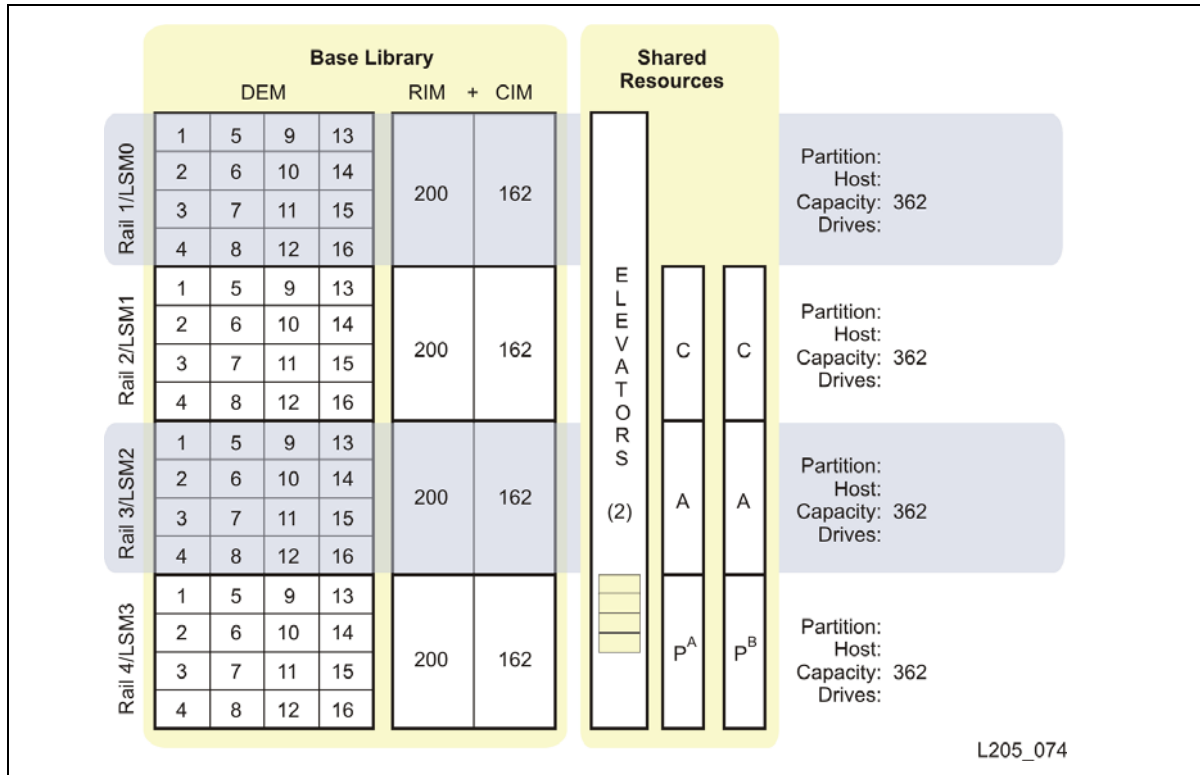 Base Library
Shared
Resources
DEM
RIM + CIM
Rail 1/LSM0
1 5 9 13
2 6 10 14
3 7 11 15
4 8 12 16
200 162
Partition:
Host:
Capacity: 362
Drives:
Rail 2/LSM1
1 5 9 13
2 6 10 14
3 7 11 15
4 8 12 16
200 162
Partition:
Host:
Capacity: 362
Drives:
Rail 3/LSM2
1 5 9 13
2 6 10 14
3 7 11 15
4 8 12 16
200 162
Partition:
Host:
Capacity: 362
Drives:
Rail 4/LSM3
1 5 9 13
2 6 10 14
3 7 11 15
4 8 12 16
200 162
Partition:
Host:
Capacity: 362
Drives:
ELEVATORS
(2)
C C
A A
P^A P^B
L205_074